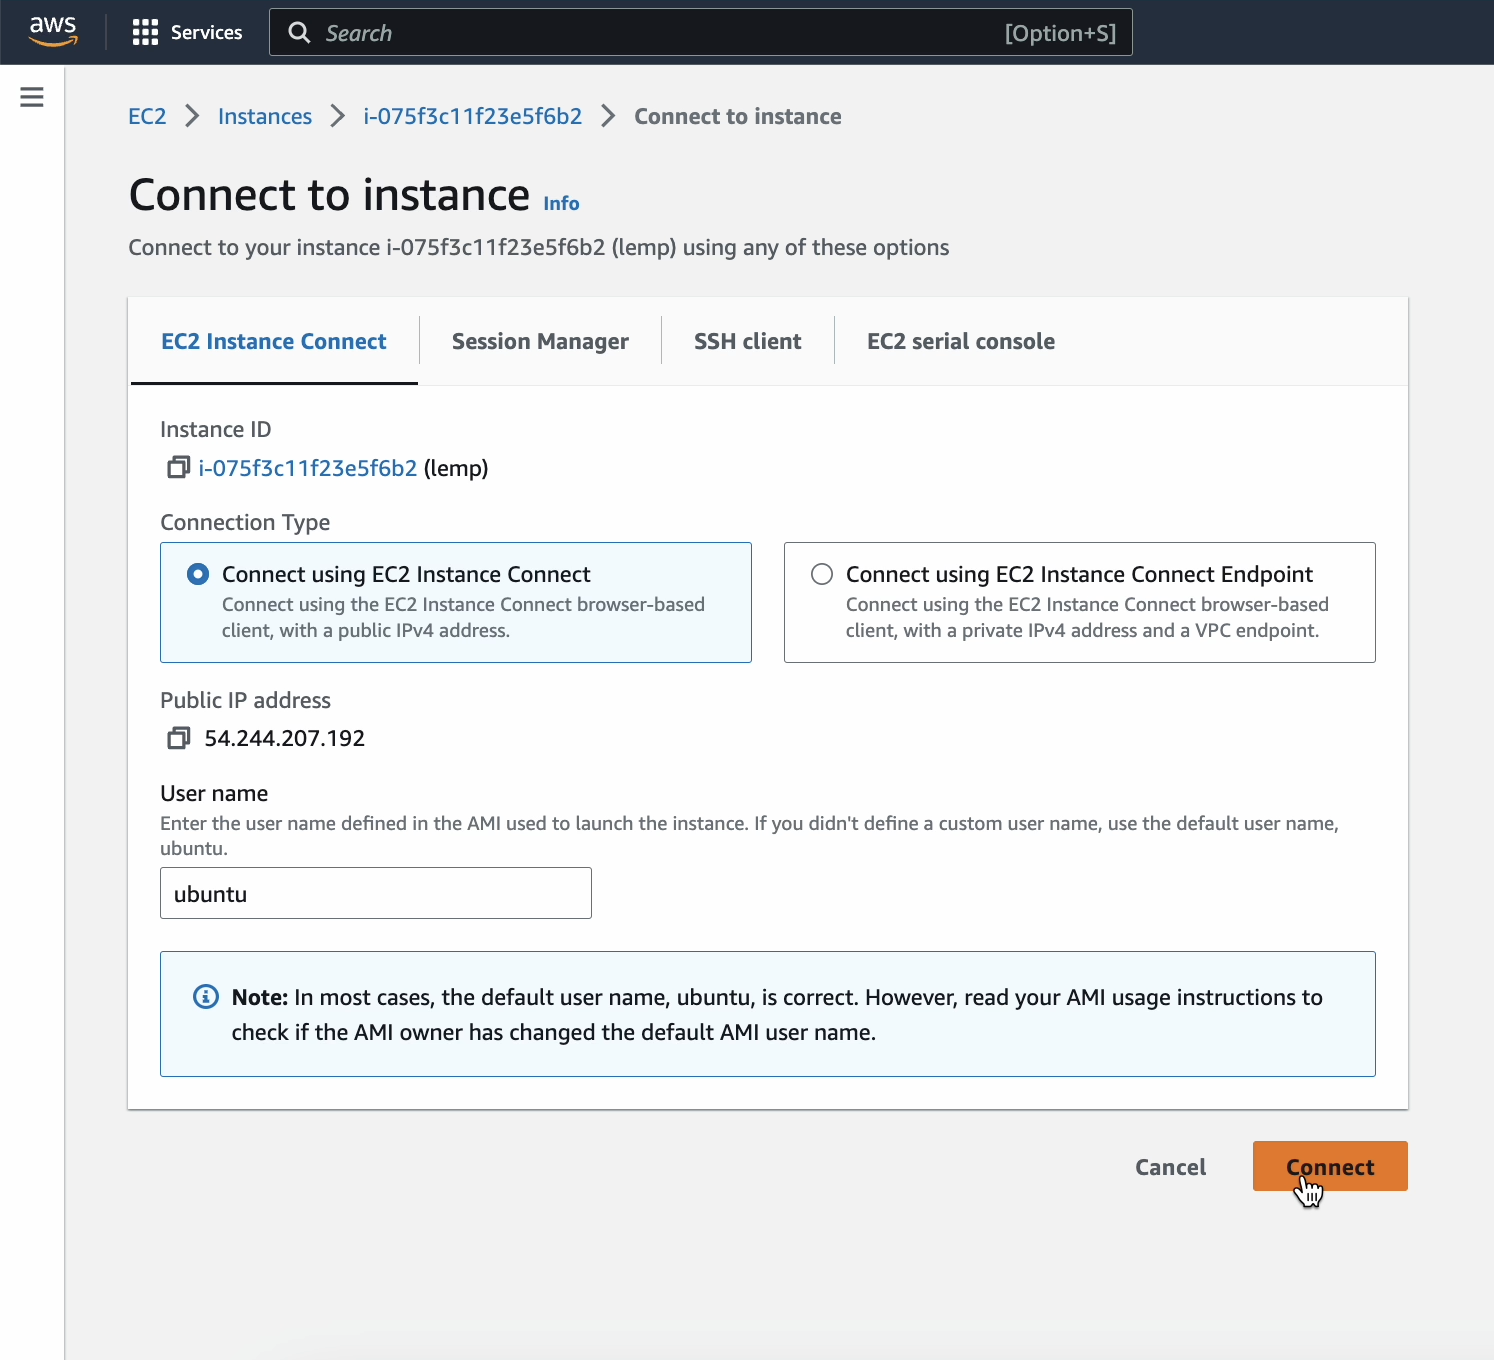 aws
Services
Search
[Option+S]
EC2 > Instances > i-075f3c11f23e5f6b2 > Connect to instance
Connect to instance Info
Connect to your instance i-075f3c11f23e5f6b2 (lemp) using any of these options
EC2 Instance Connect
Session Manager
SSH client
EC2 serial console
Instance ID
i-075f3c11f23e5f6b2 (lemp)
Connection Type
Connect using EC2 Instance Connect
Connect using the EC2 Instance Connect browser-based
client, with a public IPv4 address.
Connect using EC2 Instance Connect Endpoint
Connect using the EC2 Instance Connect browser-based
client, with a private IPv4 address and a VPC endpoint.
Public IP address
54.244.207.192
User name
Enter the user name defined in the AMI used to launch the instance. If you didn't define a custom user name, use the default user name,
ubuntu.
ubuntu
Note: In most cases, the default user name, ubuntu, is correct. However, read your AMI usage instructions to
check if the AMI owner has changed the default AMI user name.
Cancel
Connect